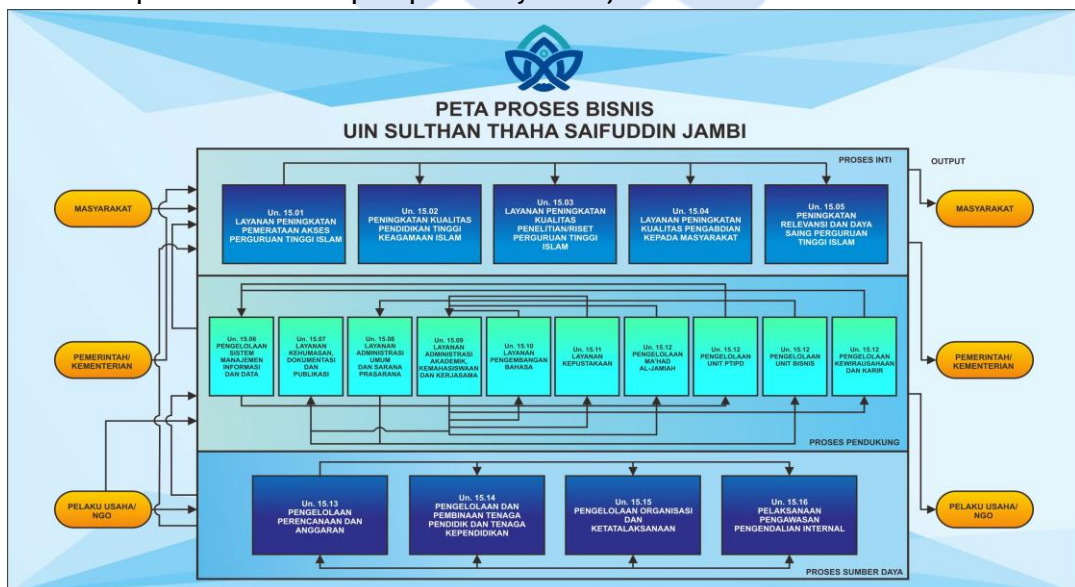 PETA PROSES BISNIS
UIN SULTHAN THAHA SAIFUDDIN JAMBI
PROSES INTI
OUTPUT
MASYARAKAT
Un. 15.01
LAYANAN PENINGKATAN
PEMERATAAN AKSES
PERGURUAN TINGGI ISLAM
Un. 15.02
PENINGKATAN KUALITAS
PENDIDIKAN TINGGI
KEAGAMAAN ISLAM
Un. 15.03
LAYANAN PENINGKATAN
KUALITAS
PENELITIAN/RISET
PERGURUAN TINGGI
ISLAM
Un. 15.04
LAYANAN PENINGKATAN
KUALITAS PENGABDIAN
KEPADA MASYARAKAT
Un. 15.05
PENINGKATAN
RELEVANSI DAN DAYA
SAING PERGURUAN
TINGGI ISLAM
MASYARAKAT
PEMERINTAH/
KEMENTERIAN
Un. 15.06
PENGELOLAAN
SISTEM
MANAJEMEN
INFORMASI
DAN DATA
Un. 15.07
LAYANAN
KEHUMASAN,
DOKUMENTASI
DAN
PUBLIKASI
Un. 15.08
LAYANAN
ADMINISTRASI
UMUM
DAN SARANA
PRASARANA
Un. 15.09
LAYANAN
ADMINISTRASI
AKADEMIK,
KEMAHASISWAAN
DAN KERJASAMA
Un. 15.10
LAYANAN
PENGEMBANGAN
BAHASA
Un. 15.11
LAYANAN
KEPUSTAKAAN
Un. 15.12
PENGELOLAAN
MA'HAD
AL-JAMIAH
Un. 15.12
PENGELOLAAN
UNIT PTIPD
Un. 15.12
PENGELOLAAN
UNIT BISNIS
Un. 15.12
PENGELOLAAN
KEWIRAUSAHAAN
DAN KARIR
PEMERINTAH/
KEMENTERIAN
PROSES PENDUKUNG
PELAKU USAHA/
NGO
Un. 15.13
PENGELOLAAN
PERENCANAAN DAN
ANGGARAN
Un. 15.14
PENGELOLAAN DAN
PEMBINAAN TENAGA
PENDIDIK DAN TENAGA
KEPENDIDIKAN
Un. 15.15
PENGELOLAAN ORGANISASI
DAN
KETATALAKSANAAN
Un. 15.16
PELAKSANAAN
PENGAWASAN
PENGENDALIAN INTERNAL
PELAKU USAHA/
NGO
PROSES SUMBER DAYA